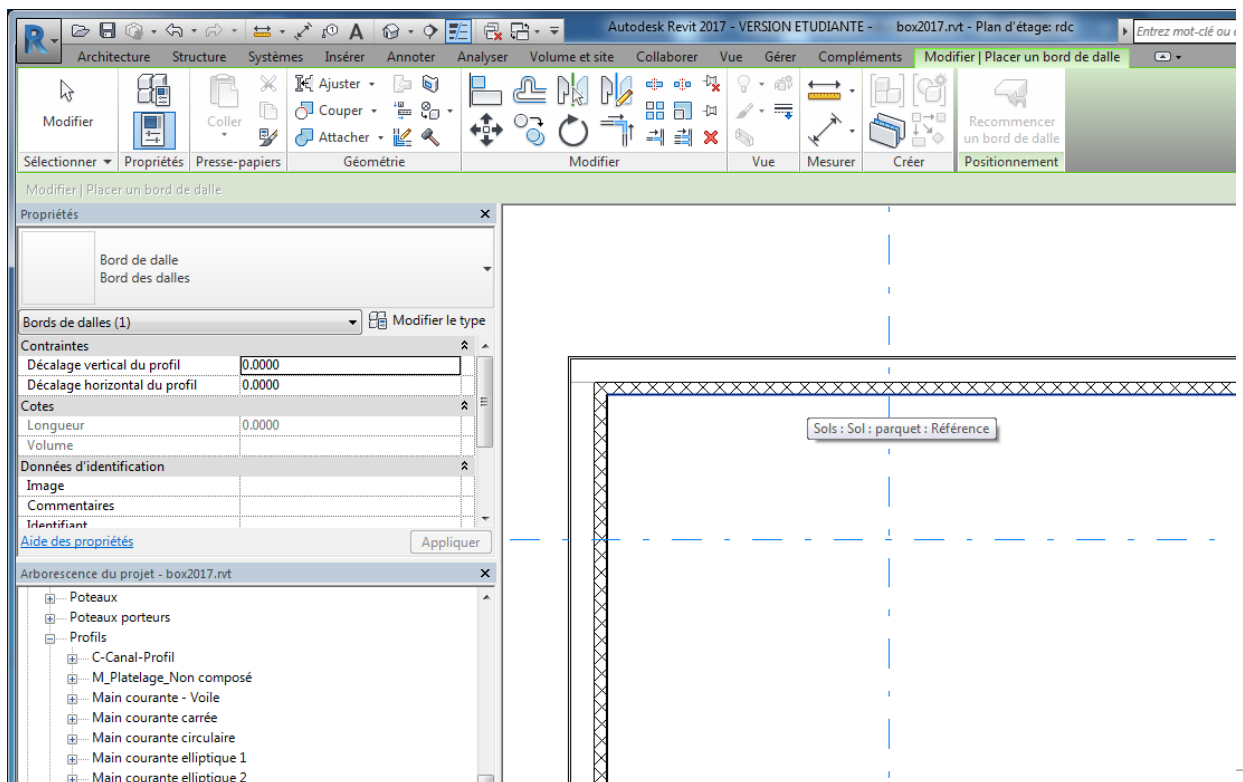 Autodesk Revit 2017 - VERSION ETUDIANTE - box2017.rvt - Plan d'étage: rdc
Entrez mot-clé ou
Architecture Structure Systèmes Insérer Annoter Analyser Volume et site Collaborer Vue Gérer Compléments Modifier | Placer un bord de dalle
Modifier
Coller
Ajuster
Couper
Attacher
Recommencer
un bord de dalle
Sélectionner Propriétés Presse-papiers Géométrie Modifier Vue Mesurer Créer Positionnement
Modifier | Placer un bord de dalle
Propriétés
Bord de dalle
Bord des dalles
Bords de dalles (1) Modifier le type
Contraintes
Décalage vertical du profil 0.0000
Décalage horizontal du profil 0.0000
Cotes
Longueur 0.0000
Volume
Données d'identification
Image
Commentaires
Identifiant
Aide des propriétés Appliquer
Sols : Sol : parquet : Référence
Arborescence du projet - box2017.rvt
Poteaux
Poteaux porteurs
Profils
C-Canal-Profil
M_Platelage_Non composé
Main courante - Voile
Main courante carrée
Main courante circulaire
Main courante elliptique 1
Main courante elliptique 2